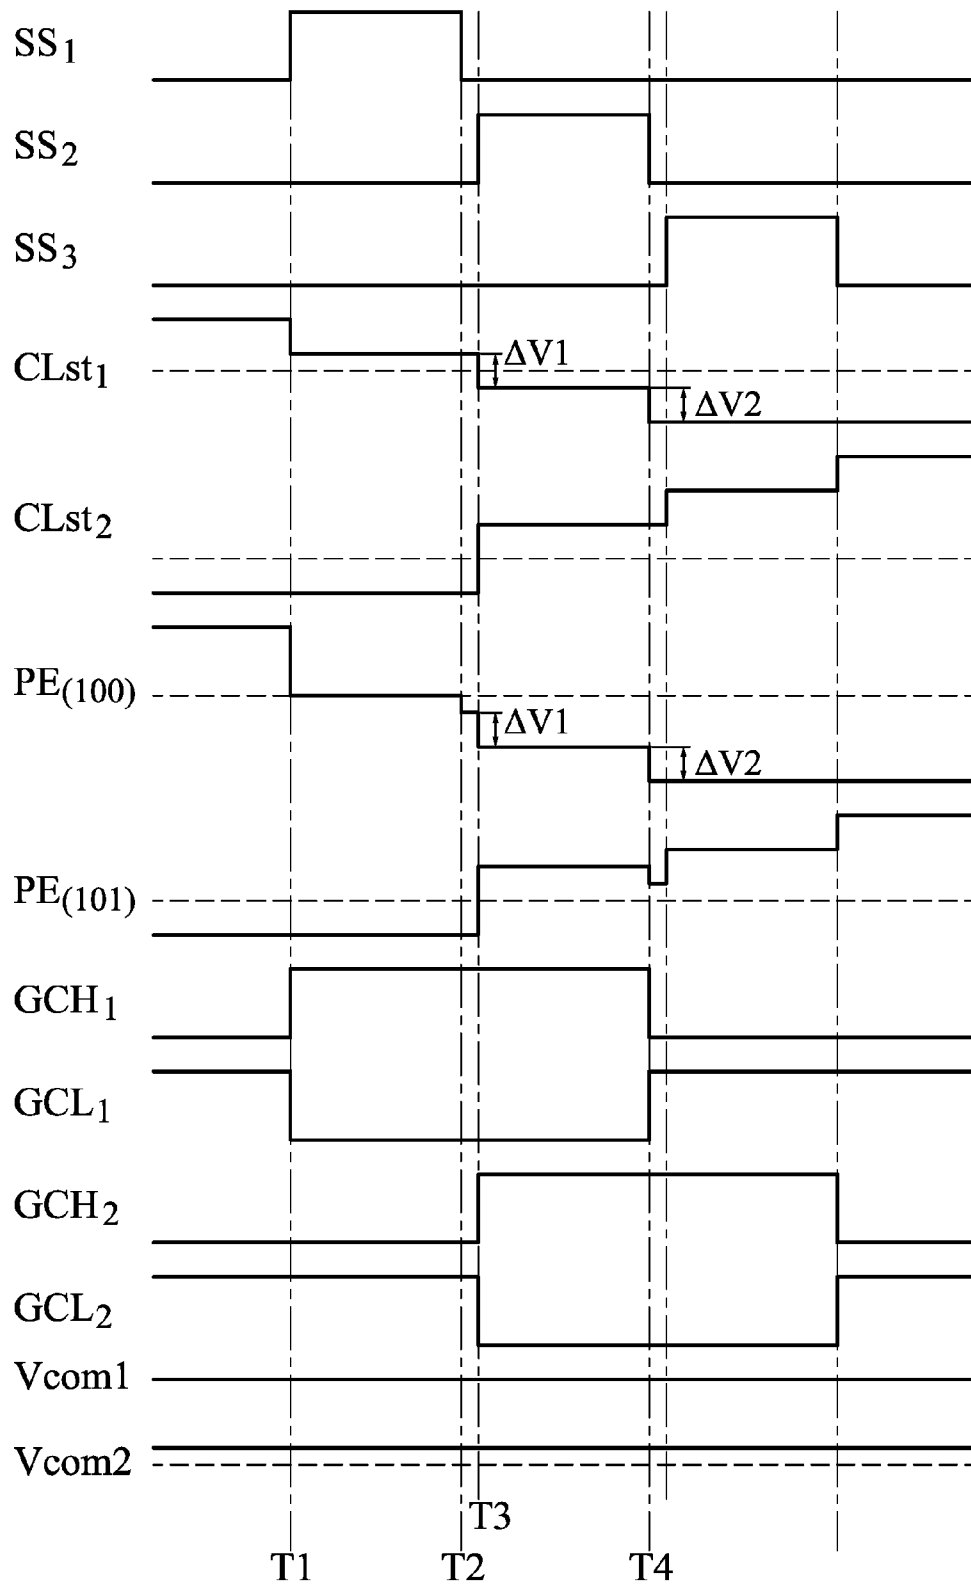 SS1
SS2
SS3
CLst1
ΔV1
ΔV2
CLst2
PE(100)
ΔV1
ΔV2
PE(101)
GCH1
GCL1
GCH2
GCL2
Vcom1
Vcom2
T3
T1 T2 T4